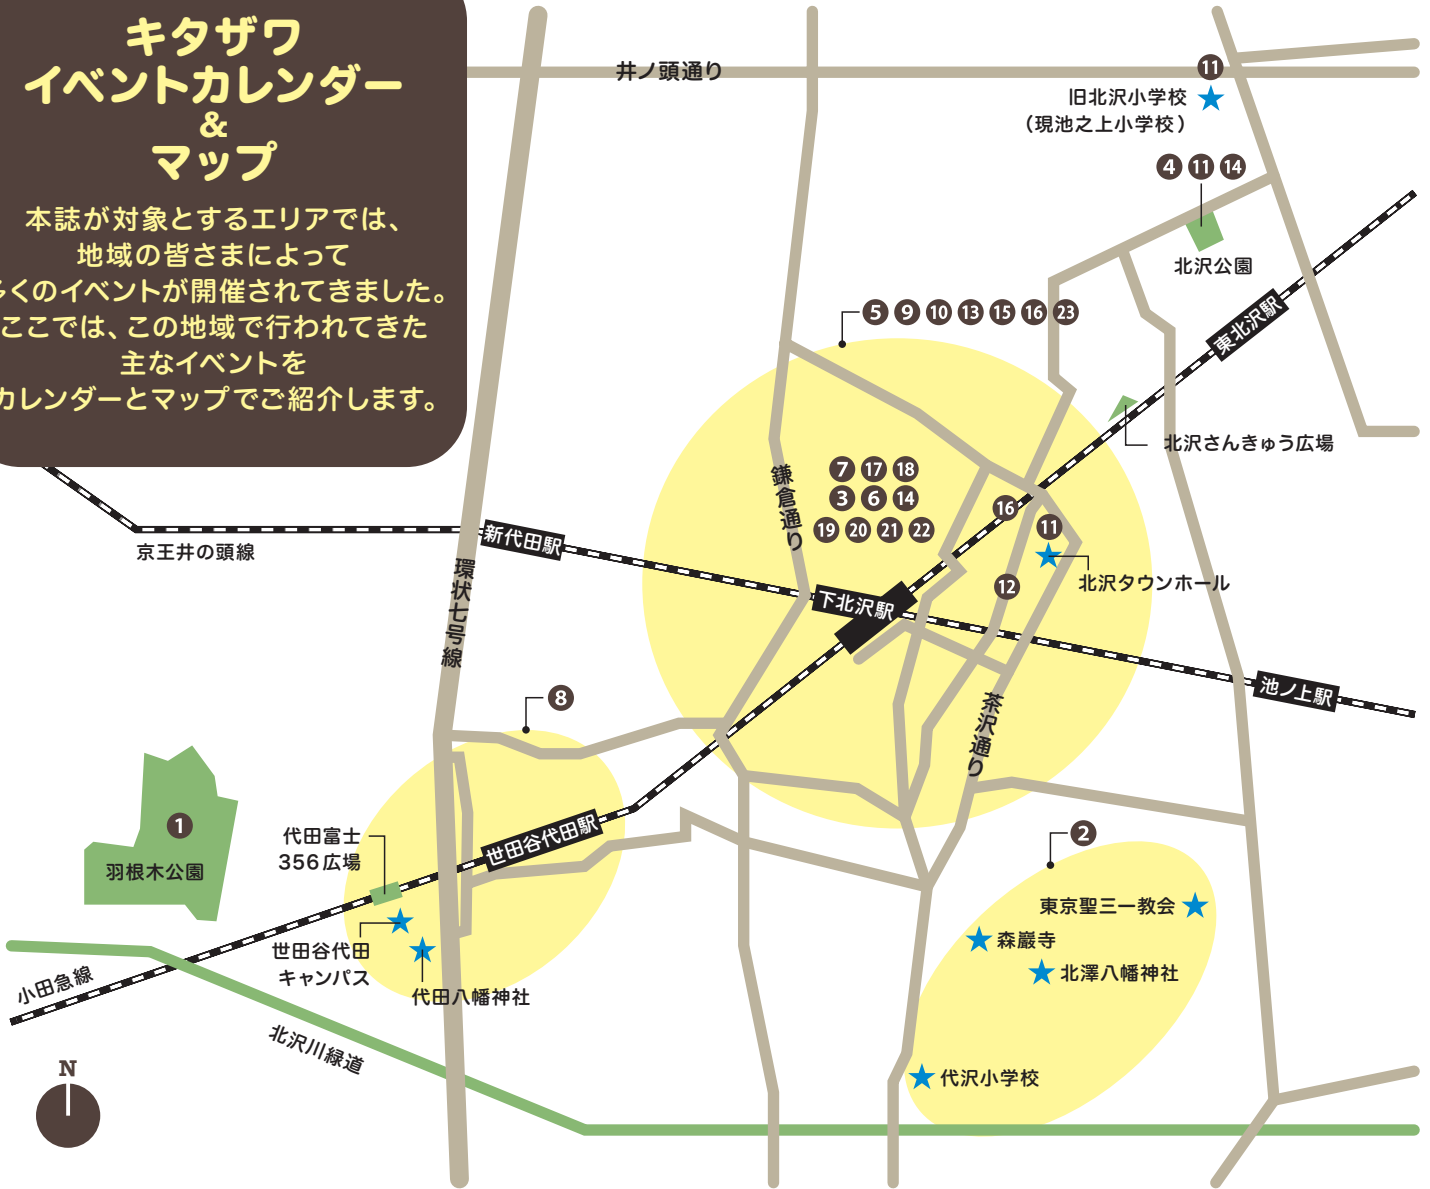 キタザワ
イベントカレンダー
&
マップ
本誌が対象とするエリアでは、
地域の皆さまによって
多くのイベントが開催されてきました。
ここでは、この地域で行われてきた
主なイベントを
カレンダーとマップでご紹介します。
井ノ頭通り
11
旧北沢小学校
（現池之上小学校）
4 11 14
北沢公園
東北沢駅
5 9 10 13 15 16 23
北沢さんきゅう広場
鎌倉通り
7 17 18
3 6 14
19 20 21 22
16
11
北沢タウンホール
12
京王井の頭線
新代田駅
環状七号線
下北沢駅
池ノ上駅
茶沢通り
8
1
羽根木公園
代田富士
356広場
世田谷代田駅
世田谷代田
キャンパス
代田八幡神社
2
東京聖三一教会
森巖寺
北澤八幡神社
代沢小学校
小田急線
北沢川緑道
N